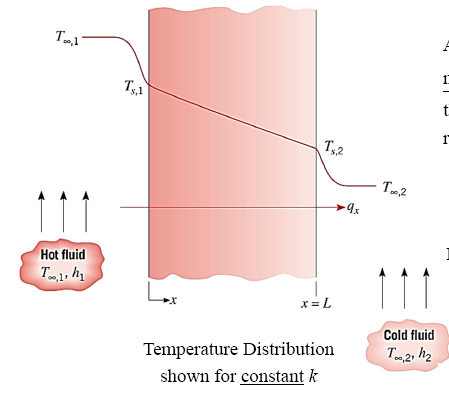 T∞,1
Ts,1
Ts,2
T∞,2
qx
Hot fluid
T∞,1, h1
x
x = L
Cold fluid
T∞,2, h2
Temperature Distribution
shown for constant k